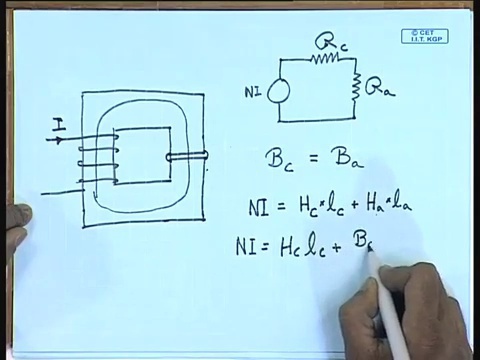 © CET
I.I.T. KGP
I
NI
R_c
R_a
B_c = B_a
NI = H_c * l_c + H_a * l_a
NI = H_c l_c + B_a